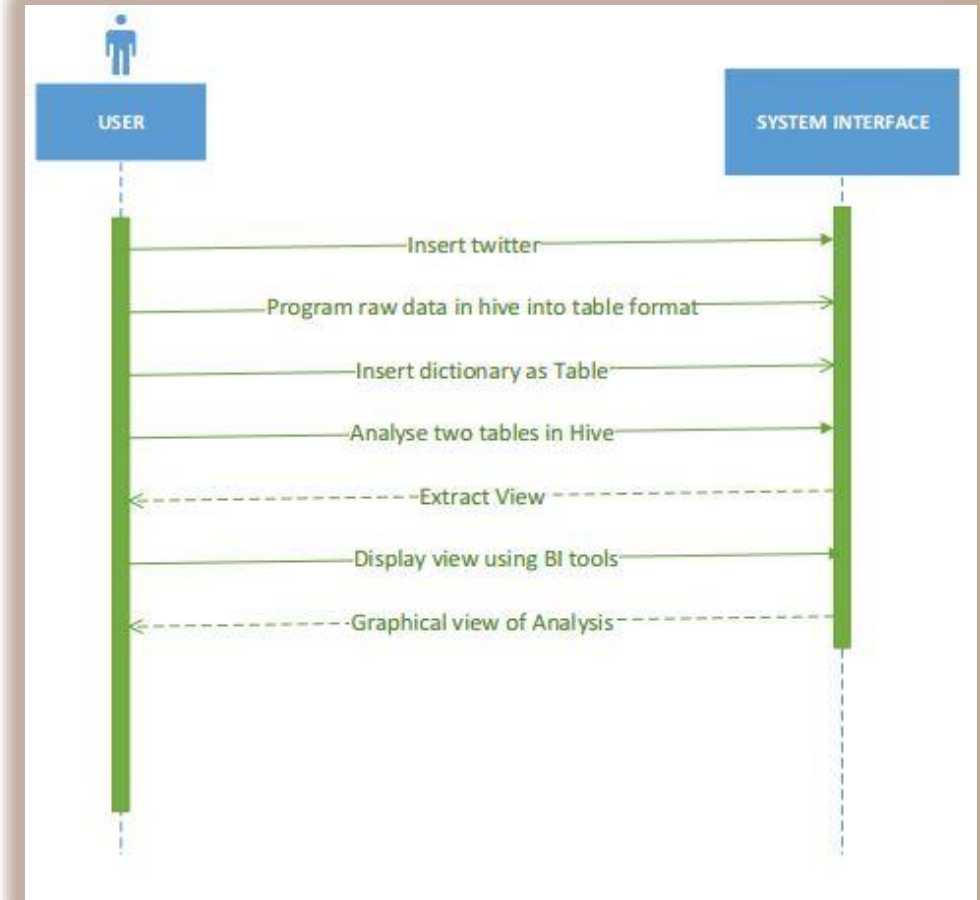 USER
SYSTEM INTERFACE
Insert twitter
Program raw data in hive into table format
Insert dictionary as Table
Analyse two tables in Hive
Extract View
Display view using BI tools
Graphical view of Analysis